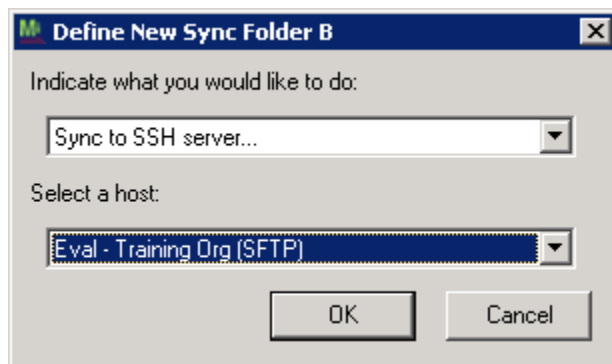 Define New Sync Folder B
Indicate what you would like to do:
Sync to SSH server...
Select a host:
Eval - Training Org (SFTP)
OK Cancel